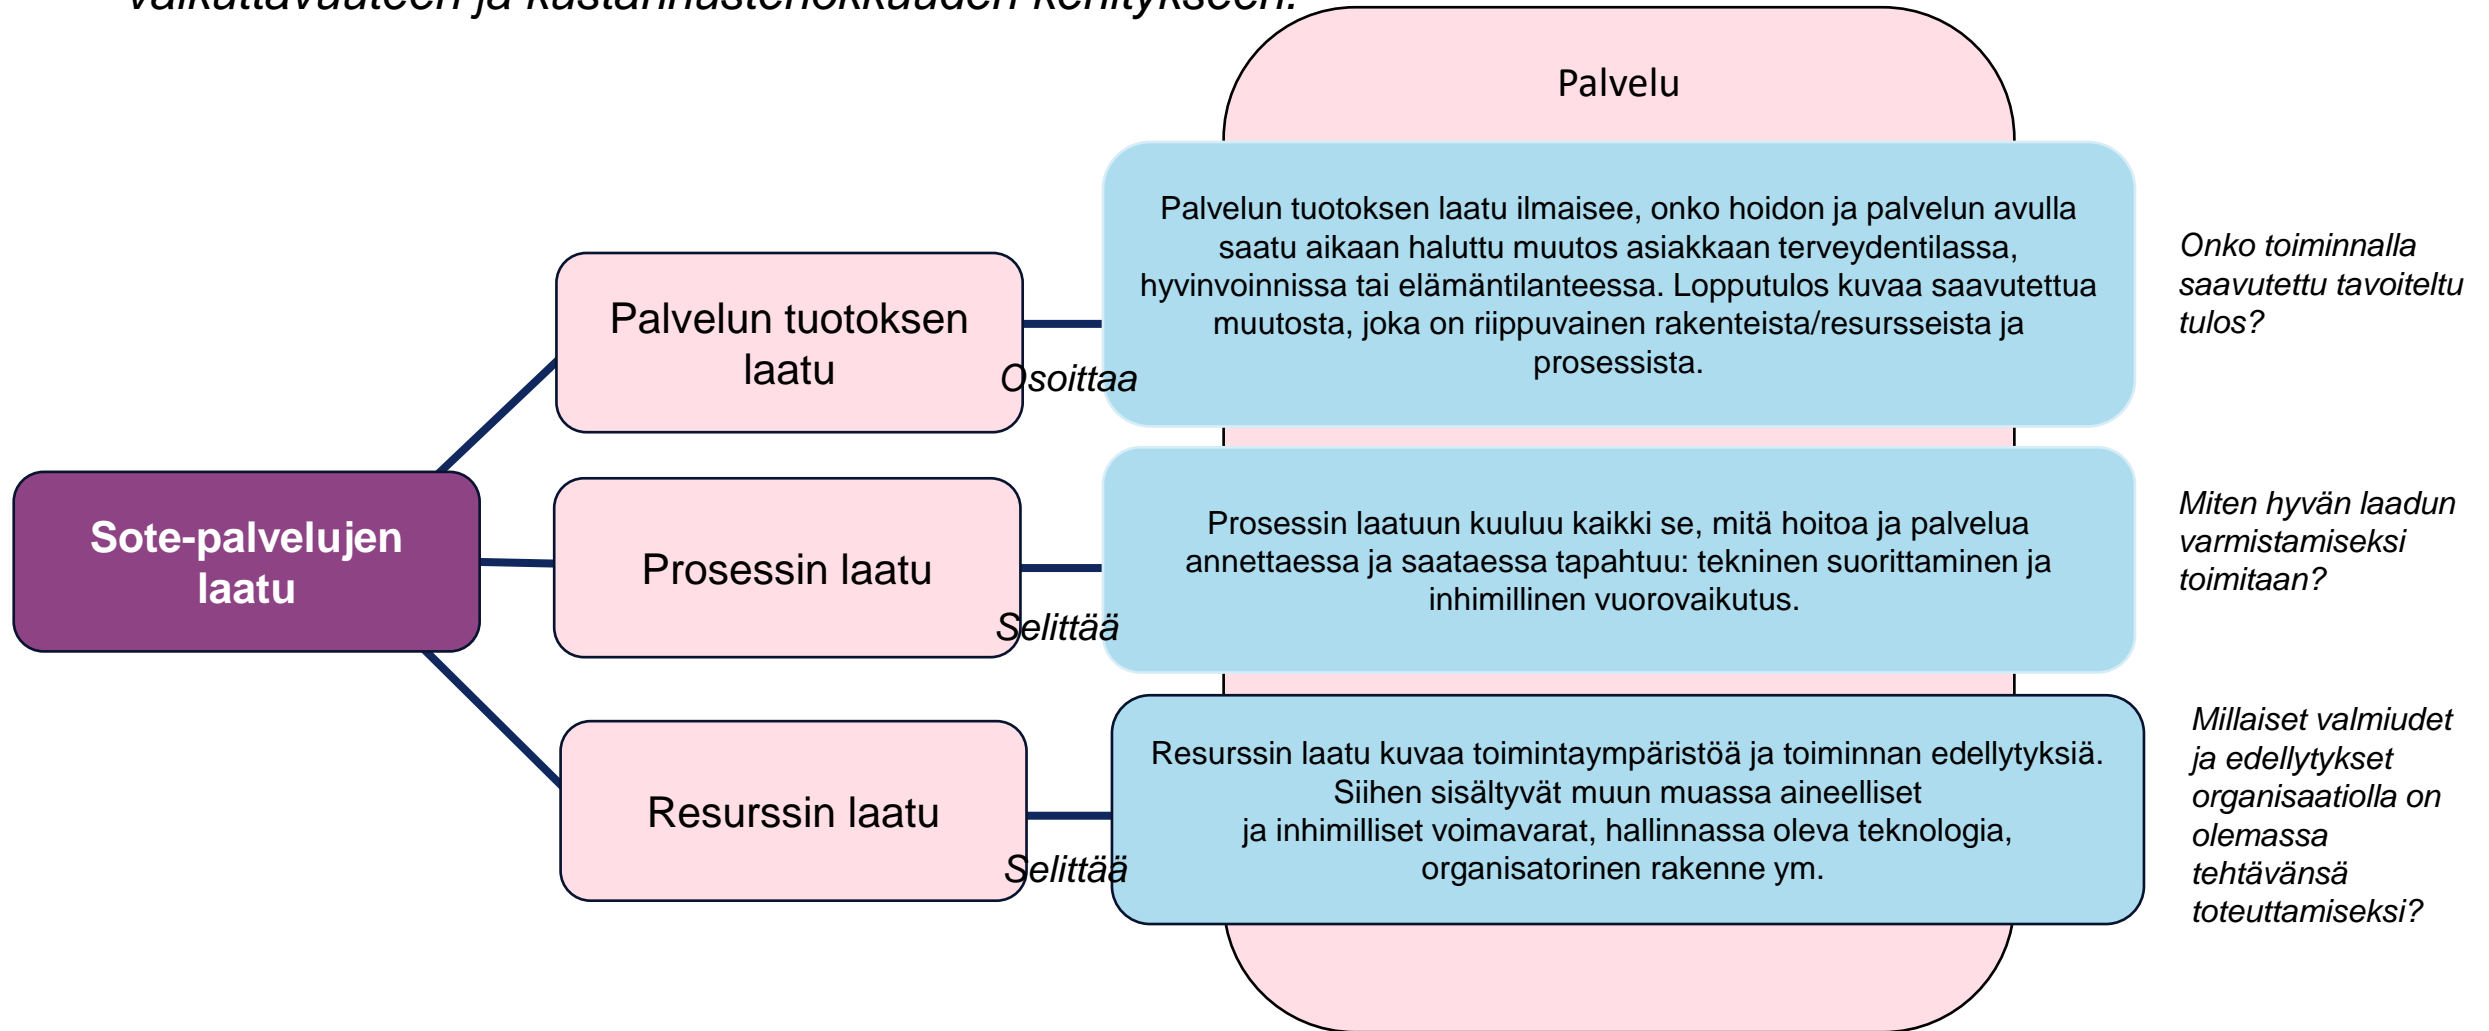 vaikuttavuuteen ja kustannustehokkuuden kehitykseen.
Palvelu
Sote-palvelujen
laatu
Palvelun tuotoksen
laatu
Osoittaa
Palvelun tuotoksen laatu ilmaisee, onko hoidon ja palvelun avulla
saatu aikaan haluttu muutos asiakkaan terveydentilassa,
hyvinvoinnissa tai elämäntilanteessa. Lopputulos kuvaa saavutettua
muutosta, joka on riippuvainen rakenteista/resursseista ja
prosessista.
Onko toiminnalla
saavutettu tavoiteltu
tulos?
Prosessin laatu
Selittää
Prosessin laatuun kuuluu kaikki se, mitä hoitoa ja palvelua
annettaessa ja saataessa tapahtuu: tekninen suorittaminen ja
inhimillinen vuorovaikutus.
Miten hyvän laadun
varmistamiseksi
toimitaan?
Resurssin laatu
Selittää
Resurssin laatu kuvaa toimintaympäristöä ja toiminnan edellytyksiä.
Siihen sisältyvät muun muassa aineelliset
ja inhimilliset voimavarat, hallinnassa oleva teknologia,
organisatorinen rakenne ym.
Millaiset valmiudet
ja edellytykset
organisaatiolla on
olemassa
tehtävänsä
toteuttamiseksi?